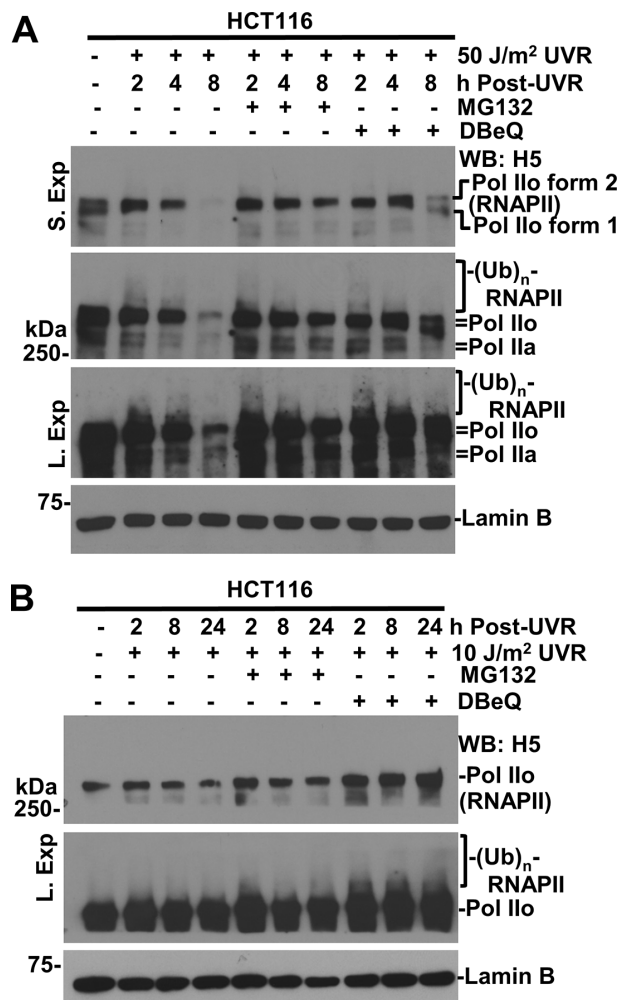 A
HCT116
- + + + + + + + + + 50 J/m² UVR
- 2 4 8 2 4 8 2 4 8 h Post-UVR
- - - - + + + - - - MG132
- - - - - - - + + + DBeQ
S. Exp
WB: H5
Pol IIo form 2
(RNAPII)
Pol IIo form 1
-(Ub)n-
RNAPII
=Pol IIo
=Pol IIa
kDa
250-
L. Exp
-(Ub)n-
RNAPII
=Pol IIo
=Pol IIa
75-
-Lamin B
B
HCT116
- 2 8 24 2 8 24 2 8 24 h Post-UVR
- + + + + + + + + + 10 J/m² UVR
- - - - + + + - - - MG132
- - - - - - - + + + DBeQ
WB: H5
-Pol IIo
(RNAPII)
kDa
250-
L. Exp
-(Ub)n-
RNAPII
-Pol IIo
75-
-Lamin B